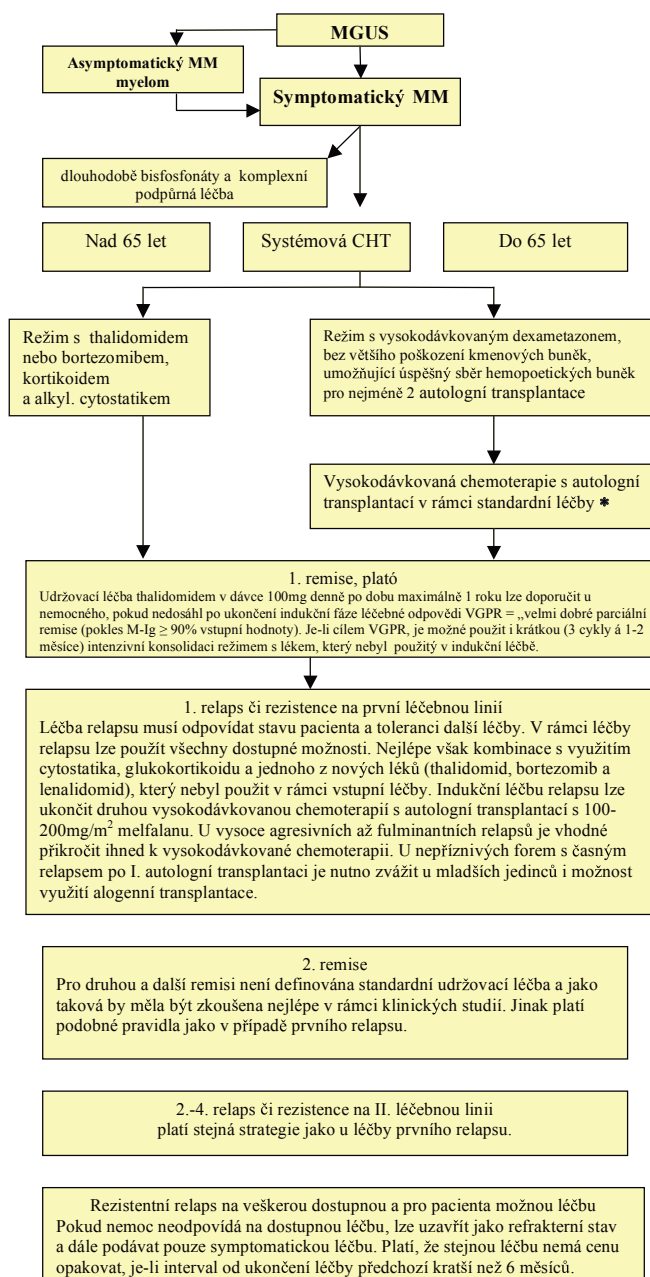 MGUS
Asymptomatický MM
myelom
Symptomatický MM
dlouhodobě bisfosfonáty a komplexní
podpůrná léčba
Nad 65 let
Systémová CHT
Do 65 let
Režim s thalidomidem
nebo bortezomibem,
kortikoidem
a alkyl. cytostatikem
Režim s vysokodávkovaným dexametazonem,
bez většího poškození kmenových buněk,
umožňující úspěšný sběr hemopoetických buněk
pro nejméně 2 autologní transplantace
Vysokodávkovaná chemoterapie s autologní
transplantací v rámci standardní léčby *
1. remise, plató
Udržovací léčba thalidomidem v dávce 100mg denně po dobu maximálně 1 roku lze doporučit u
nemocného, pokud nedosáhl po ukončení indukční fáze léčebné odpovědi VGPR = „velmi dobré parciální
remise (pokles M-Ig ≥ 90% vstupní hodnoty). Je-li cílem VGPR, je možné použit i krátkou (3 cykly á 1-2
měsíce) intenzivní konsolidaci režimem s lékem, který nebyl použitý v indukční léčbě.
1. relaps či rezistence na první léčebnou linií
Léčba relapsu musí odpovídat stavu pacienta a toleranci další léčby. V rámci léčby
relapsu lze použít všechny dostupné možnosti. Nejlépe však kombinace s využitím
cytostatika, glukokortikoidu a jednoho z nových léků (thalidomid, bortezomib a
lenalidomid), který nebyl použit v rámci vstupní léčby. Indukční léčbu relapsu lze
ukončit druhou vysokodávkovanou chemoterapií s autologní transplantací s 100-
200mg/m² melfalanu. U vysoce agresivních až fulminantních relapsů je vhodné
přikročit ihned k vysokodávkované chemoterapii. U nepříznivých forem s časným
relapsem po I. autologní transplantaci je nutno zvážit u mladších jedinců i možnost
využití alogenní transplantace.
2. remise
Pro druhou a další remisi není definována standardní udržovací léčba a jako
taková by měla být zkoušena nejlépe v rámci klinických studií. Jinak platí
podobné pravidla jako v případě prvního relapsu.
2.-4. relaps či rezistence na II. léčebnou linii
platí stejná strategie jako u léčby prvního relapsu.
Rezistentní relaps na veškerou dostupnou a pro pacienta možnou léčbu
Pokud nemoc neodpovídá na dostupnou léčbu, lze uzavřít jako refrakterní stav
a dále podávat pouze symptomatickou léčbu. Platí, že stejnou léčbu nemá cenu
opakovat, je-li interval od ukončení léčby předchozí kratší než 6 měsíců.